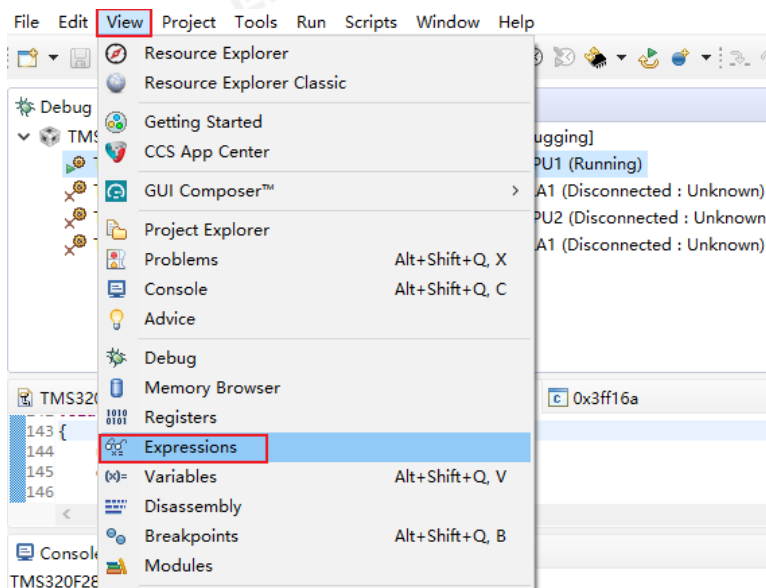 File Edit View Project Tools Run Scripts Window Help
Resource Explorer
Resource Explorer Classic
Debug
Getting Started
TMS
ugging]
CCS App Center
PU1 (Running)
GUI Composer™ >
A1 (Disconnected : Unknown)
PU2 (Disconnected : Unknown
Project Explorer
A1 (Disconnected : Unknown)
Problems Alt+Shift+Q, X
Console Alt+Shift+Q, C
Advice
Debug
Memory Browser
TMS320
0x3ff16a
Registers
143 {
Expressions
144
145
Variables Alt+Shift+Q, V
146
Disassembly
Breakpoints Alt+Shift+Q, B
Console
Modules
TMS320F28